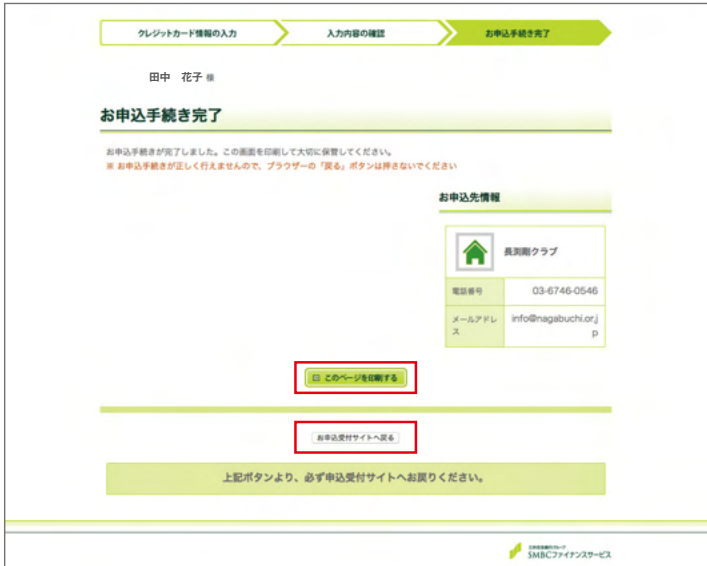 クレジットカード情報の入力
入力内容の確認
お申込手続き完了
田中 花子 様
お申込手続き完了
お申込手続きが完了しました。この画面を印刷して大切に保管してください。
※ お申込手続きが正しく行えませんので、ブラウザーの「戻る」ボタンは押さないでください
お申込先情報
長渕剛クラブ
電話番号 03-6746-0546
メールアドレ
ス
info@nagabuchi.or.j
p
このページを印刷する
お申込受付サイトへ戻る
上記ボタンより、必ず申込受付サイトへお戻りください。
三井住友銀行グループ
SMBCファイナンスサービス